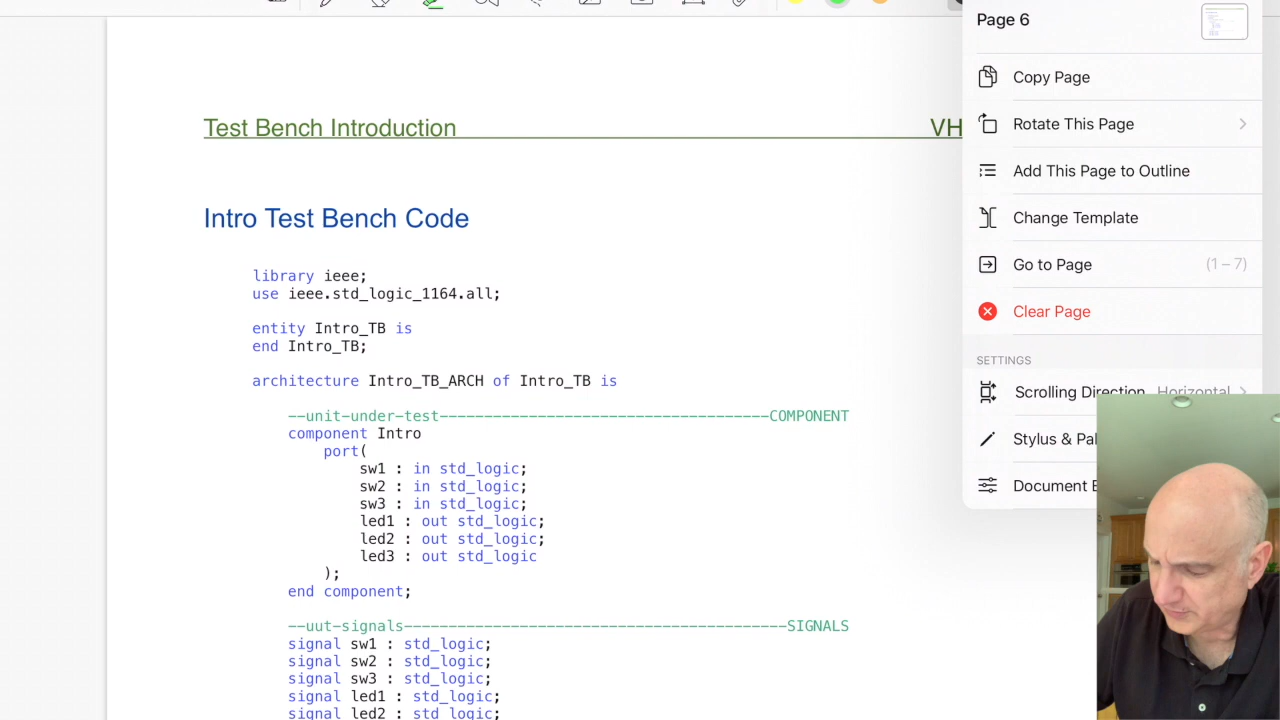 Page 6
Copy Page
Rotate This Page
Add This Page to Outline
Change Template
Go to Page (1 – 7)
Clear Page
SETTINGS
Scrolling Direction Horizontal
Stylus &
Document
Test Bench Introduction VH
Intro Test Bench Code
library ieee;
use ieee.std_logic_1164.all;
entity Intro_TB is
end Intro_TB;
architecture Intro_TB_ARCH of Intro_TB is
--unit-under-test-------------------------------------COMPONENT
component Intro
port(
sw1 : in std_logic;
sw2 : in std_logic;
sw3 : in std_logic;
led1 : out std_logic;
led2 : out std_logic;
led3 : out std_logic
);
end component;
--uut-signals-------------------------------------------SIGNALS
signal sw1 : std_logic;
signal sw2 : std_logic;
signal sw3 : std_logic;
signal led1 : std_logic;
signal led2 : std_logic;